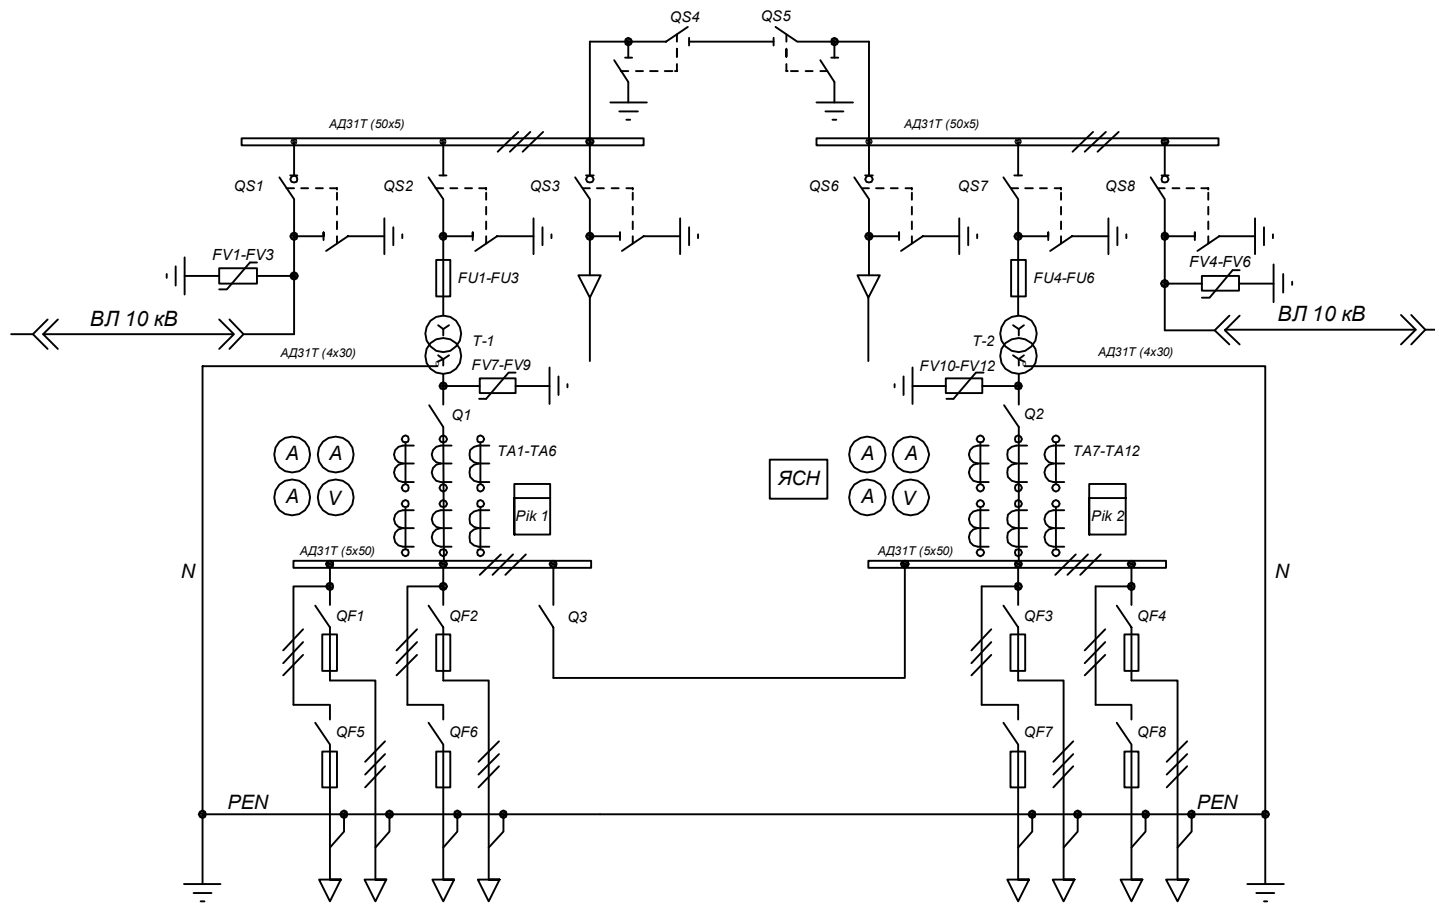 QS4 QS5
АД31Т (50х5) АД31Т (50х5)
QS1 QS2 QS3 QS6 QS7 QS8
FV1-FV3 FU1-FU3 FU4-FU6 FV4-FV6
ВЛ 10 кВ ВЛ 10 кВ
T-1 T-2
АД31Т (4х30) АД31Т (4х30)
FV7-FV9 FV10-FV12
Q1 Q2
A A TA1-TA6 A A TA7-TA12
ЯСН
A V A V
Pik 1 Pik 2
АД31Т (5х50) АД31Т (5х50)
N N
QF1 QF2 Q3 QF3 QF4
QF5 QF6 QF7 QF8
PEN PEN